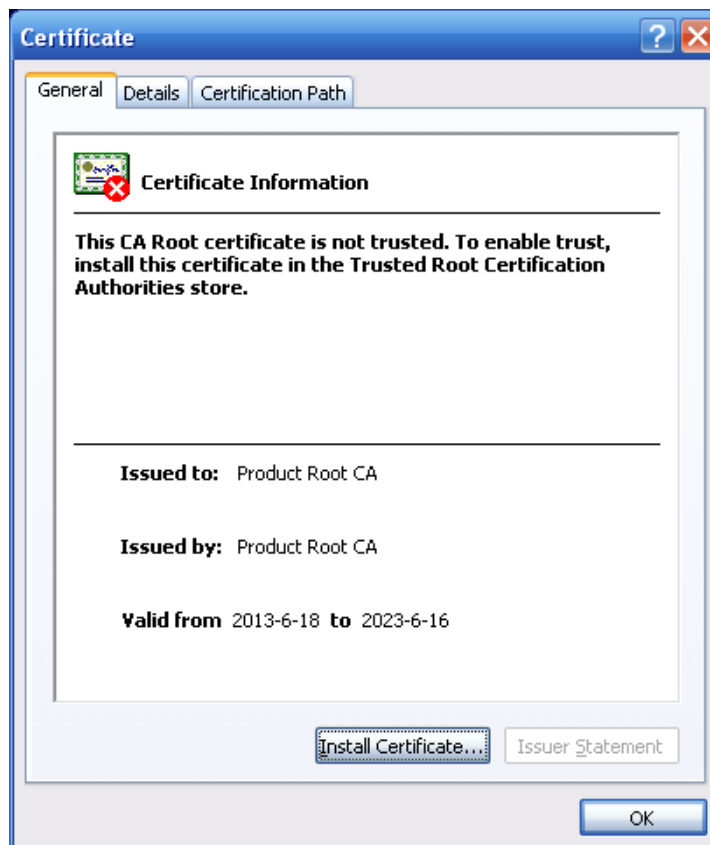 Certificate
General Details Certification Path
Certificate Information
This CA Root certificate is not trusted. To enable trust,
install this certificate in the Trusted Root Certification
Authorities store.
Issued to: Product Root CA
Issued by: Product Root CA
Valid from 2013-6-18 to 2023-6-16
Install Certificate... Issuer Statement
OK